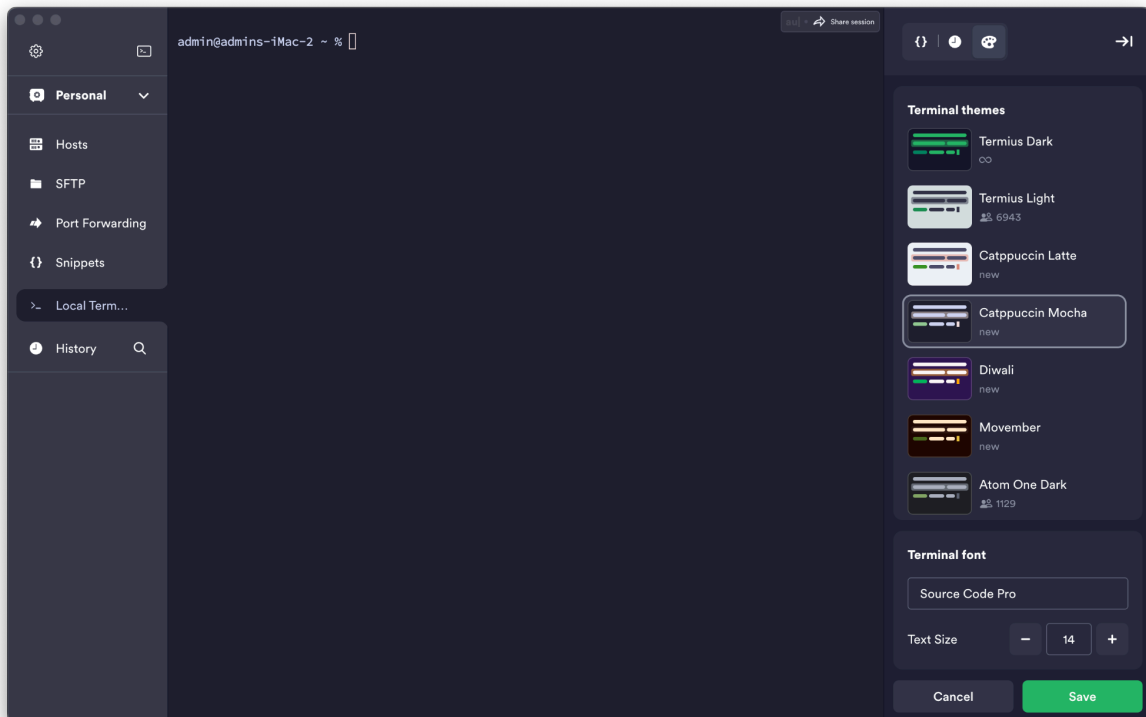 Share session
admin@admins-iMac-2 ~ %
Personal
Hosts
SFTP
Port Forwarding
{} Snippets
>_ Local Term...
History
{}
Terminal themes
Termius Dark
∞
Termius Light
6943
Catppuccin Latte
new
Catppuccin Mocha
new
Diwali
new
Movember
new
Atom One Dark
1129
Terminal font
Source Code Pro
Text Size − 14 +
Cancel Save